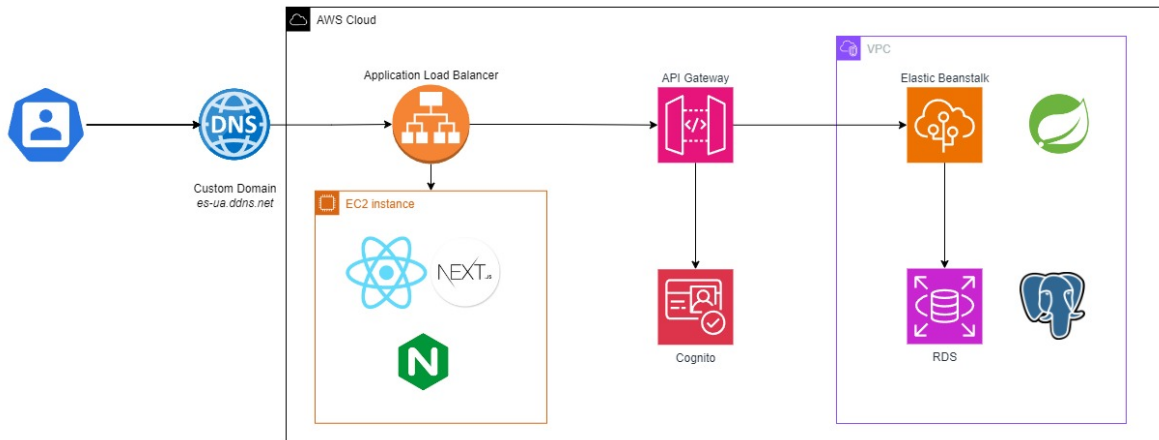 AWS Cloud
VPC
Application Load Balancer
API Gateway
Elastic Beanstalk
DNS
</>
Custom Domain
es-ua.ddns.net
EC2 instance
NEXT.JS
N
Cognito
RDS